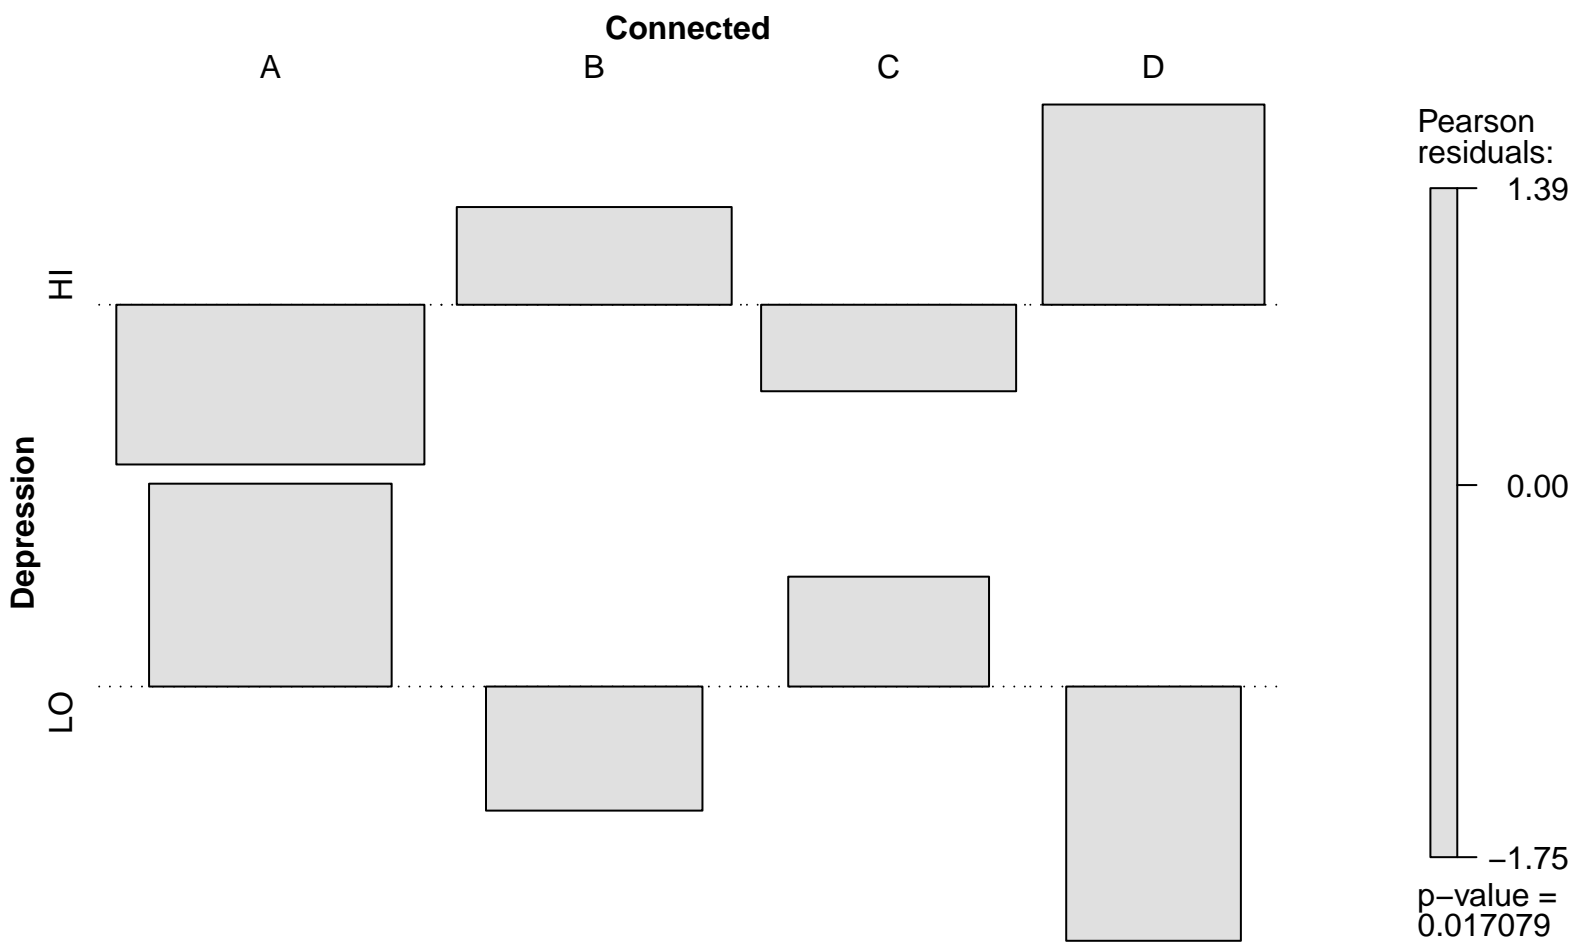 Connected
A B C D
HI
Depression
LO
Pearson
residuals:
1.39
0.00
−1.75
p−value =
0.017079